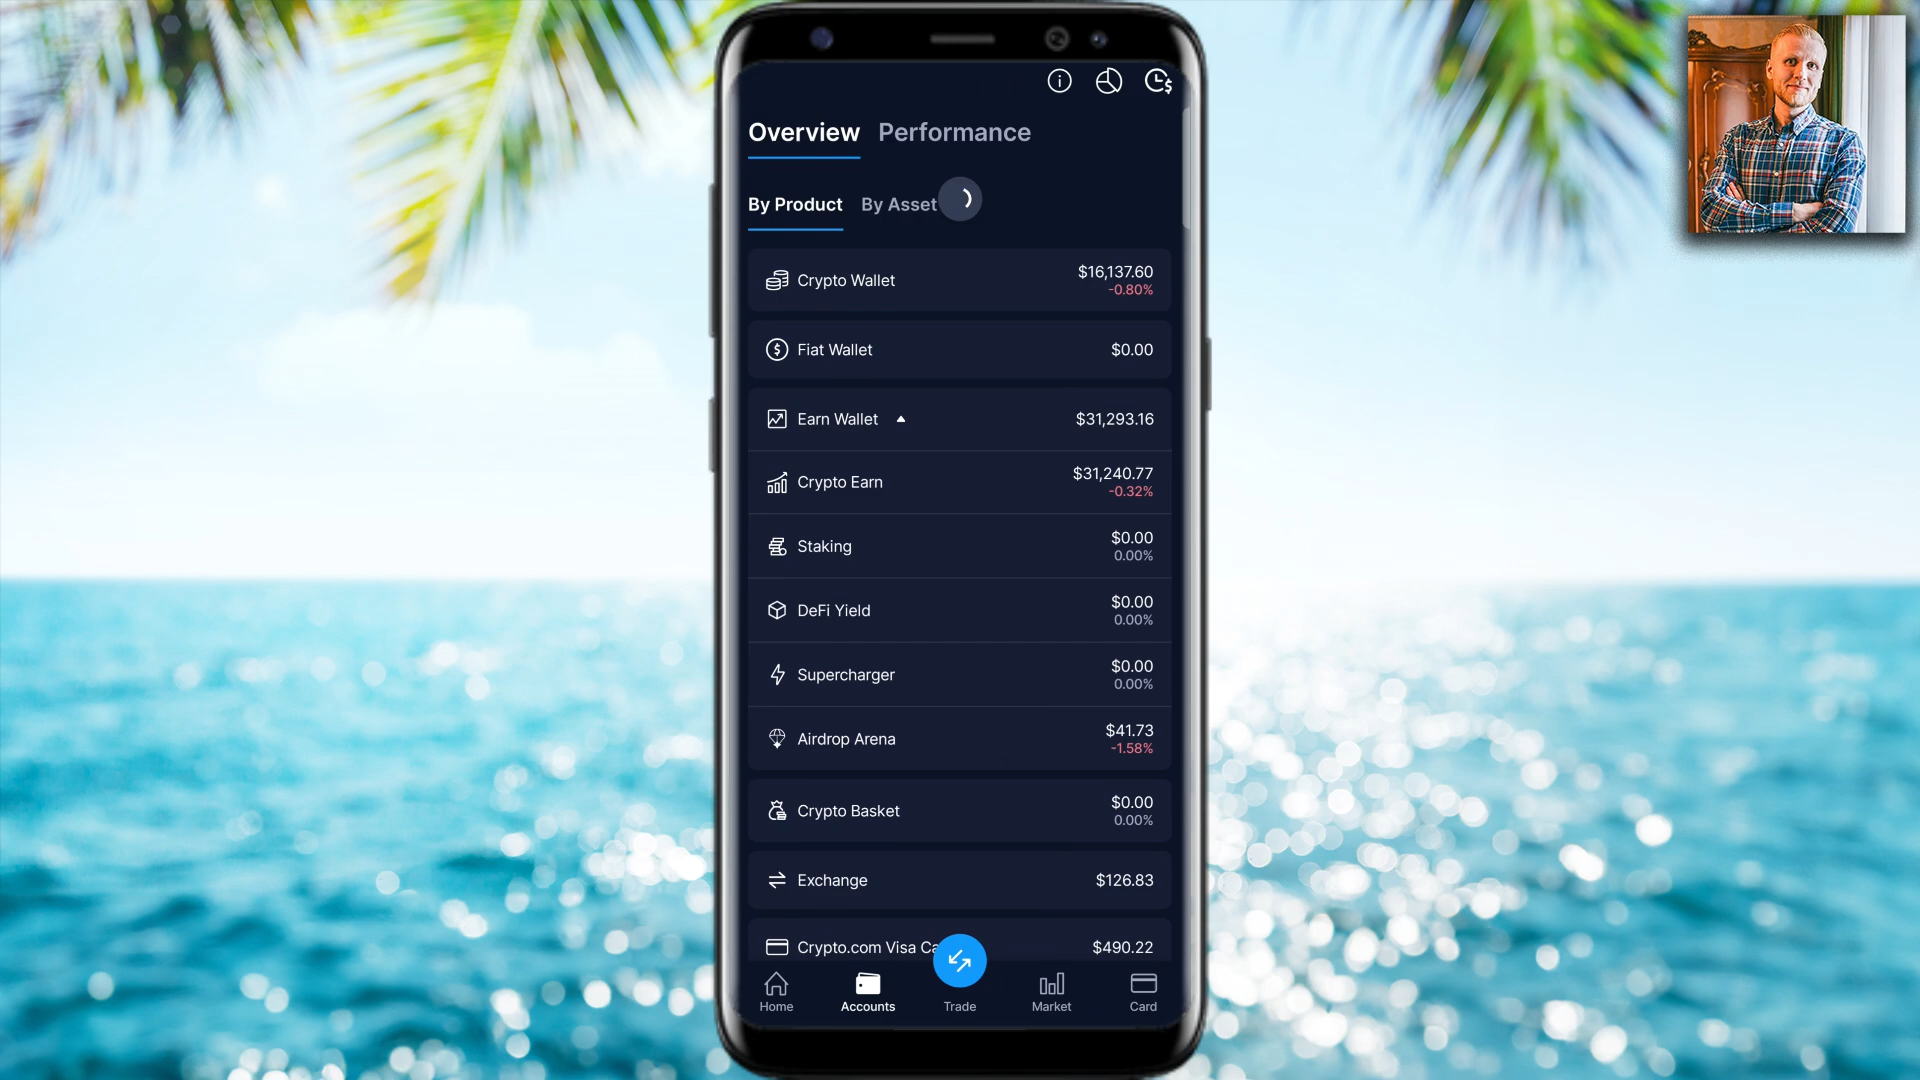 Overview Performance
By Product By Asset
Crypto Wallet $16,137.60
-0.80%
Fiat Wallet $0.00
Earn Wallet $31,293.16
Crypto Earn $31,240.77
-0.32%
Staking $0.00
0.00%
DeFi Yield $0.00
0.00%
Supercharger $0.00
0.00%
Airdrop Arena $41.73
-1.58%
Crypto Basket $0.00
0.00%
Exchange $126.83
Crypto.com Visa Ca $490.22
Home Accounts Trade Market Card